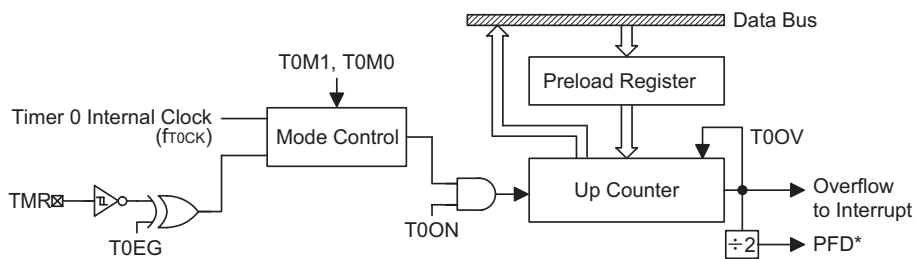 Data Bus
T0M1, T0M0
Preload Register
Timer 0 Internal Clock
(fT0CK)
Mode Control
T0OV
TMR
Up Counter
Overflow
to Interrupt
T0EG
T0ON
÷2
PFD*